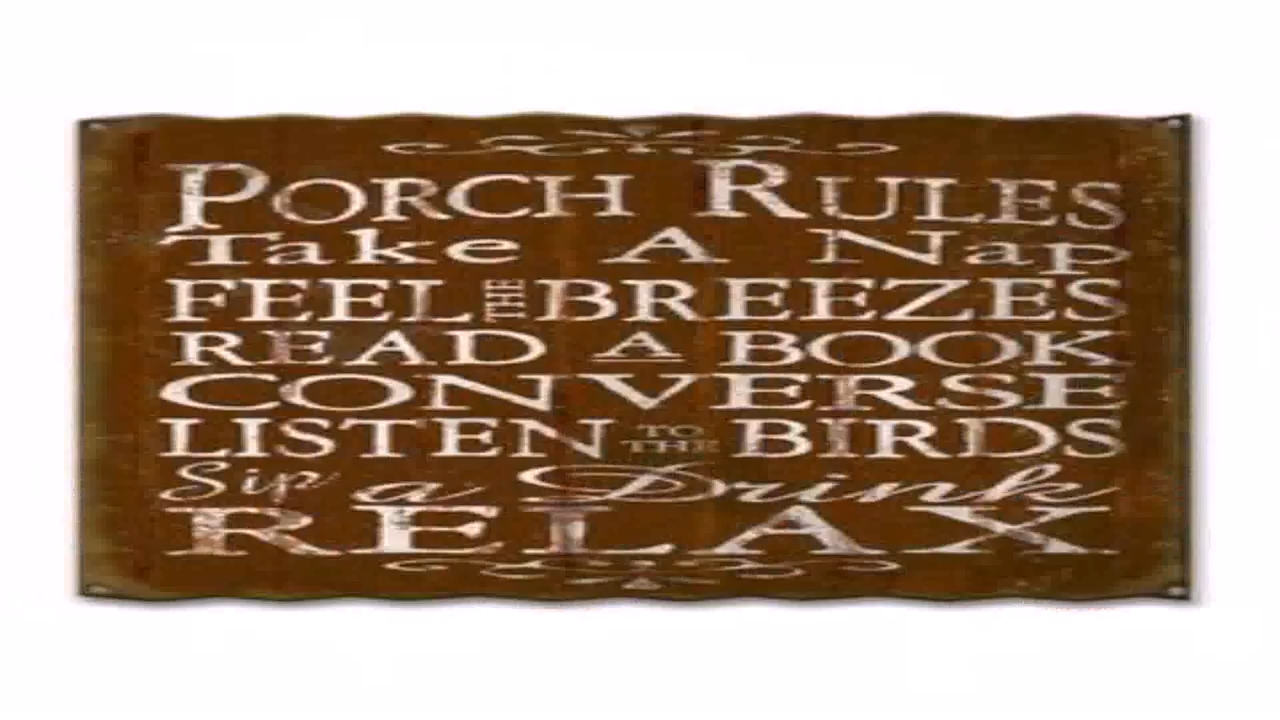 PORCH RULES
Take A Nap
FEEL THE BREEZES
READ A BOOK
CONVERSE
LISTEN TO THE BIRDS
Sip a Drink
RELAX